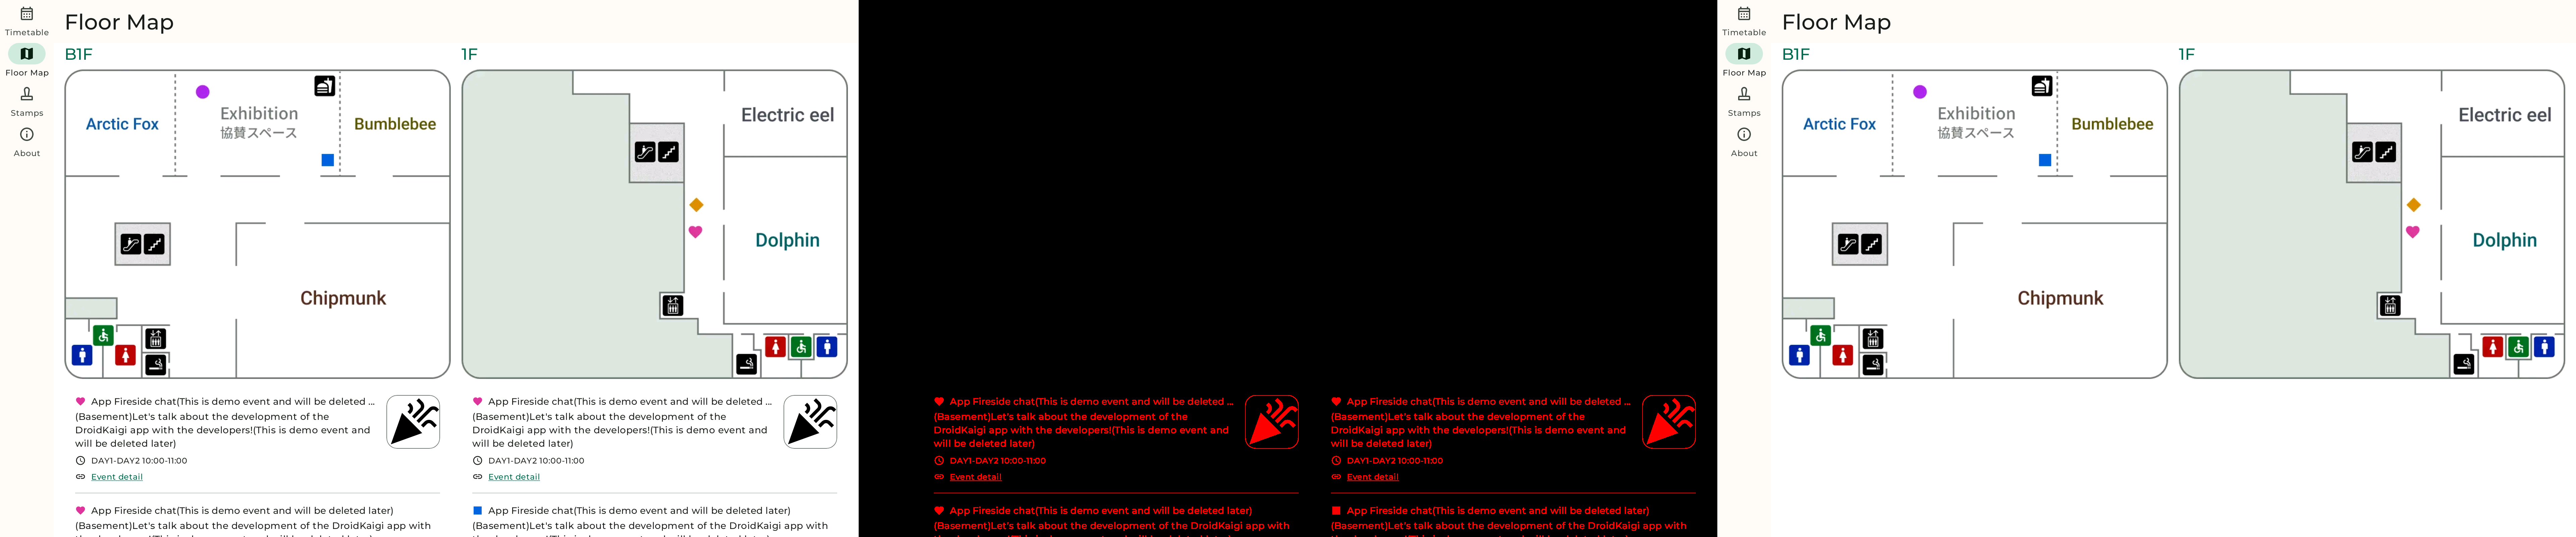 Timetable
Floor Map
Stamps
About
Floor Map
B1F
Arctic Fox
Exhibition
協賛スペース
Bumblebee
Chipmunk
1F
Electric eel
Dolphin
App Fireside chat(This is demo event and will be deleted ...
(Basement)Let's talk about the development of the
DroidKaigi app with the developers!(This is demo event and
will be deleted later)
DAY1-DAY2 10:00-11:00
Event detail
App Fireside chat(This is demo event and will be deleted later)
(Basement)Let's talk about the development of the DroidKaigi app with
App Fireside chat(This is demo event and will be deleted ...
(Basement)Let's talk about the development of the
DroidKaigi app with the developers!(This is demo event and
will be deleted later)
DAY1-DAY2 10:00-11:00
Event detail
App Fireside chat(This is demo event and will be deleted later)
(Basement)Let's talk about the development of the DroidKaigi app with
App Fireside chat(This is demo event and will be deleted ...
(Basement)Let's talk about the development of the
DroidKaigi app with the developers!(This is demo event and
will be deleted later)
DAY1-DAY2 10:00-11:00
Event detail
App Fireside chat(This is demo event and will be deleted later)
(Basement)Let's talk about the development of the DroidKaigi app with
App Fireside chat(This is demo event and will be deleted ...
(Basement)Let's talk about the development of the
DroidKaigi app with the developers!(This is demo event and
will be deleted later)
DAY1-DAY2 10:00-11:00
Event detail
App Fireside chat(This is demo event and will be deleted later)
(Basement)Let's talk about the development of the DroidKaigi app with
Timetable
Floor Map
Stamps
About
Floor Map
B1F
Arctic Fox
Exhibition
協賛スペース
Bumblebee
Chipmunk
1F
Electric eel
Dolphin